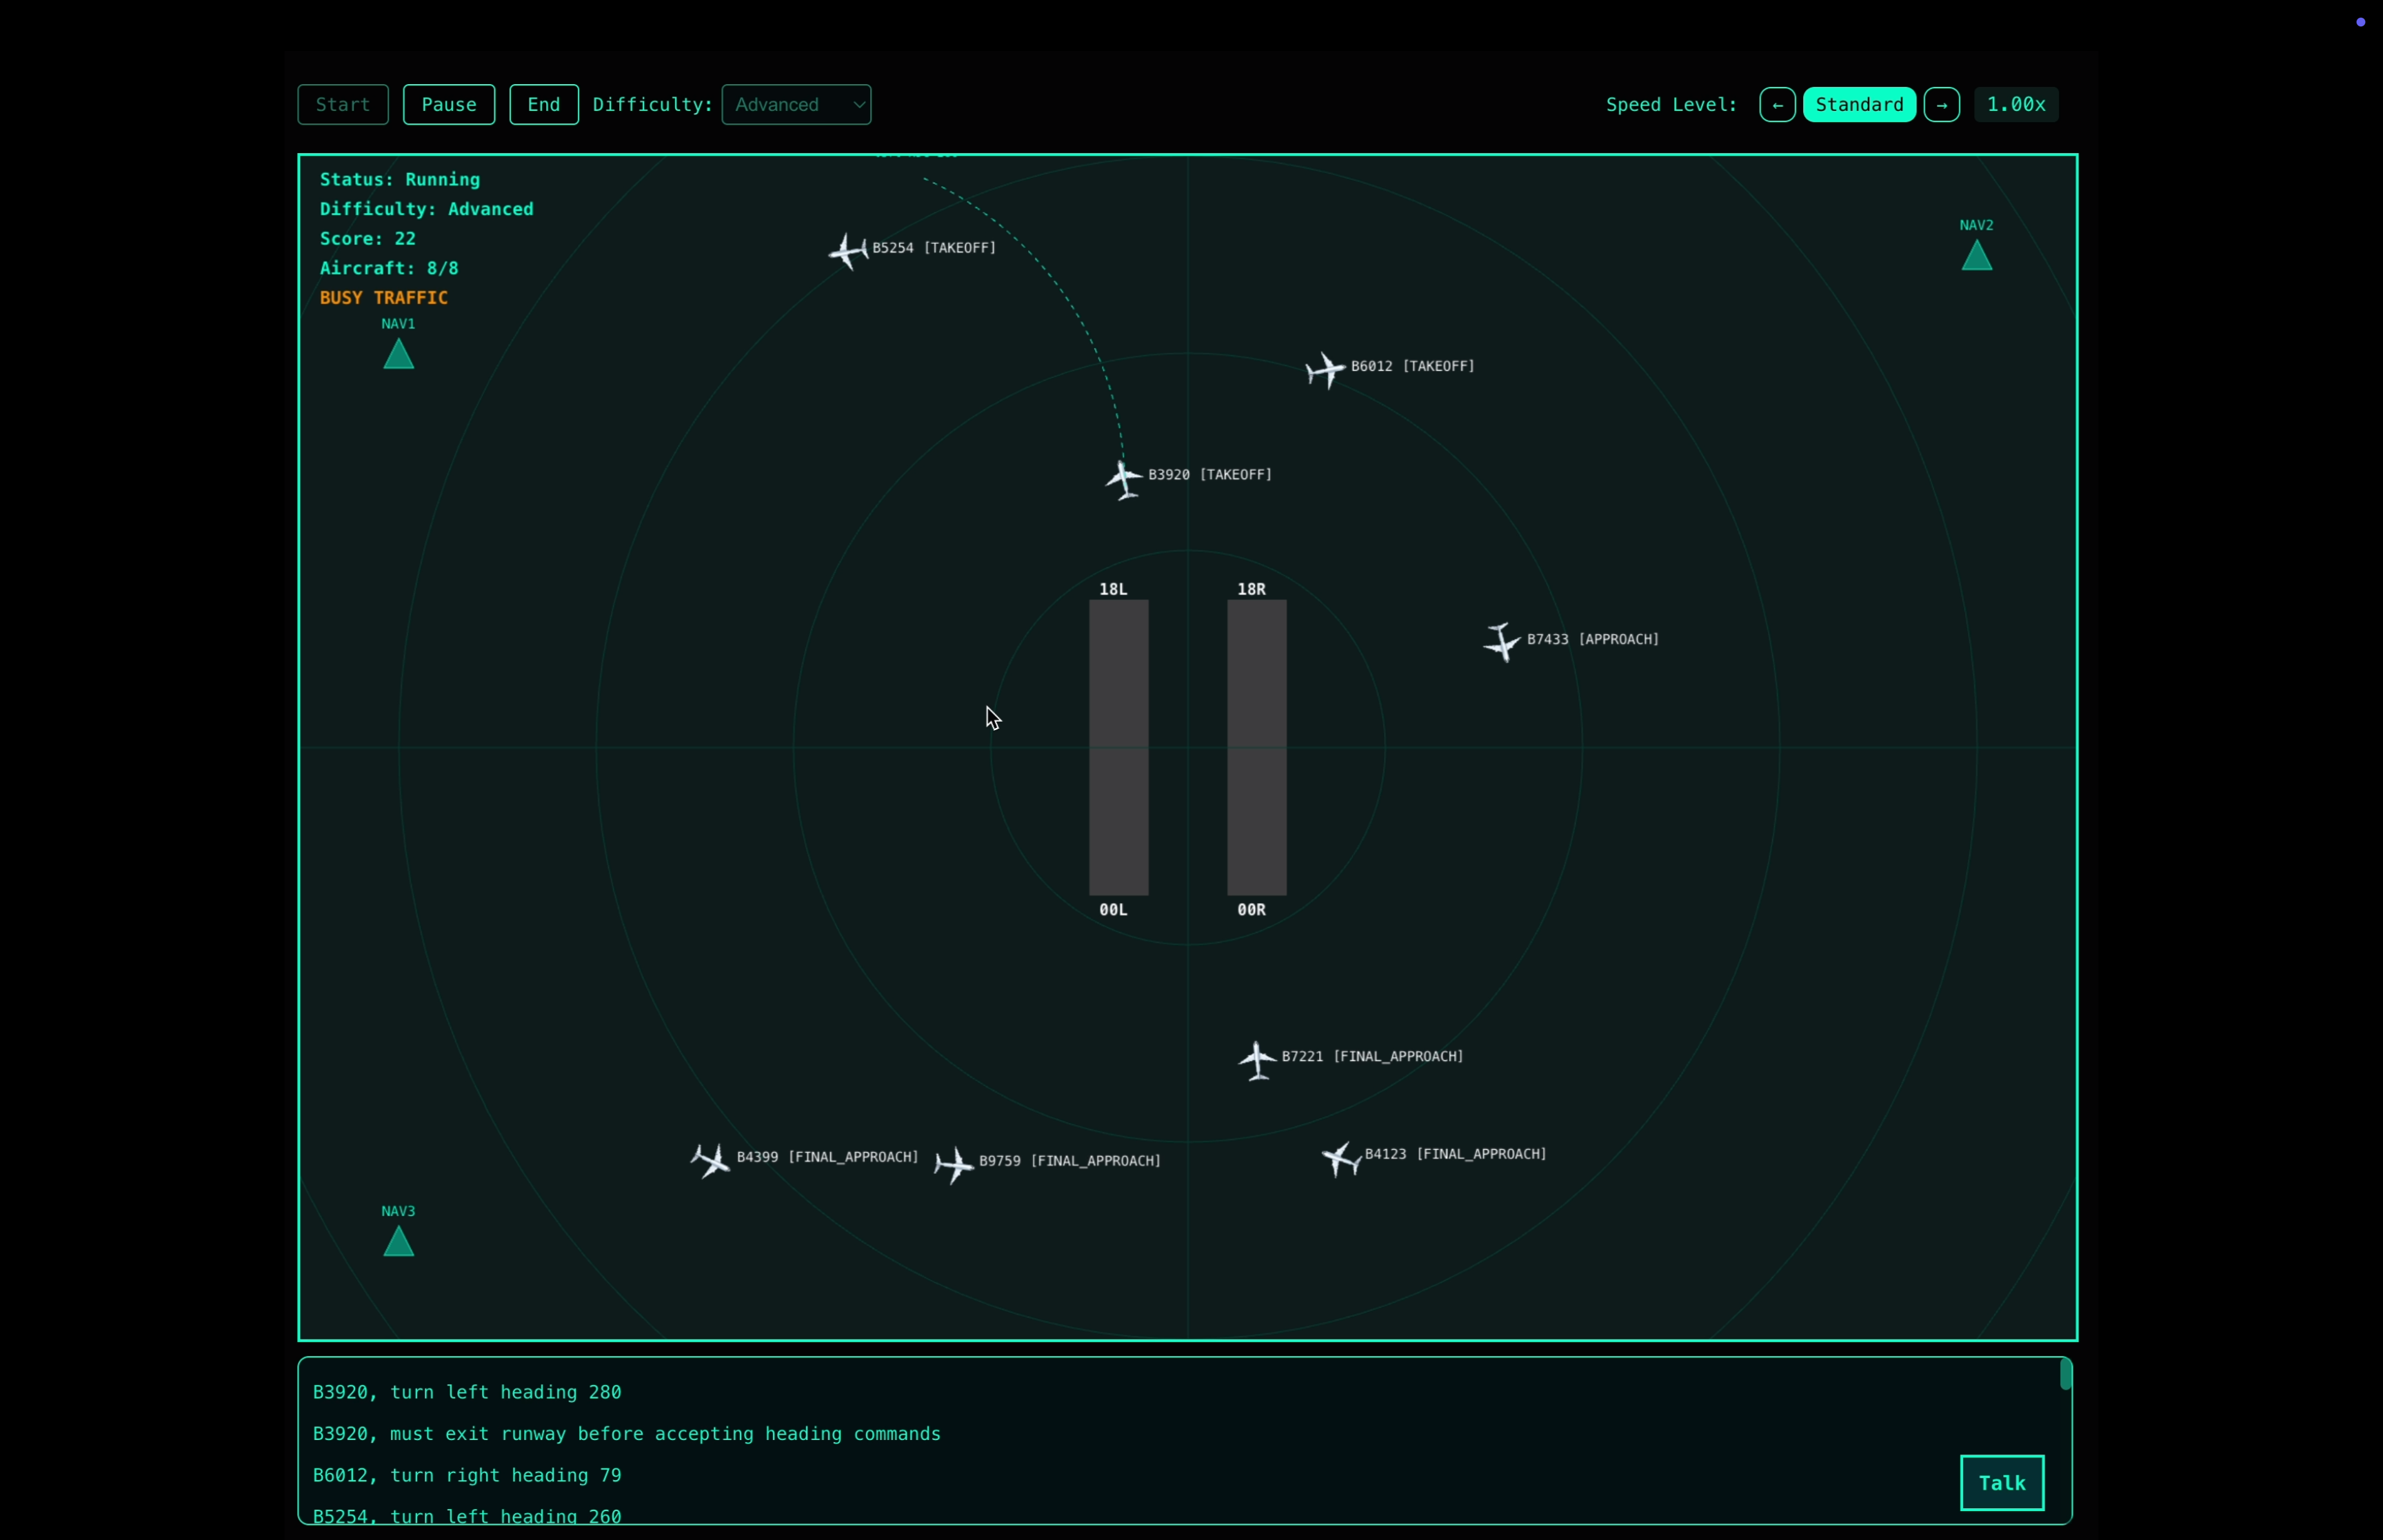 Start Pause End Difficulty: Advanced Speed Level: ← Standard → 1.00x
Status: Running
Difficulty: Advanced
Score: 22
Aircraft: 8/8
BUSY TRAFFIC
NAV1
NAV2
B5254 [TAKEOFF]
B6012 [TAKEOFF]
B3920 [TAKEOFF]
18L 18R
B7433 [APPROACH]
00L 00R
B7221 [FINAL_APPROACH]
B4399 [FINAL_APPROACH]
B9759 [FINAL_APPROACH]
B4123 [FINAL_APPROACH]
NAV3
B3920, turn left heading 280
B3920, must exit runway before accepting heading commands
B6012, turn right heading 79
B5254, turn left heading 260
Talk